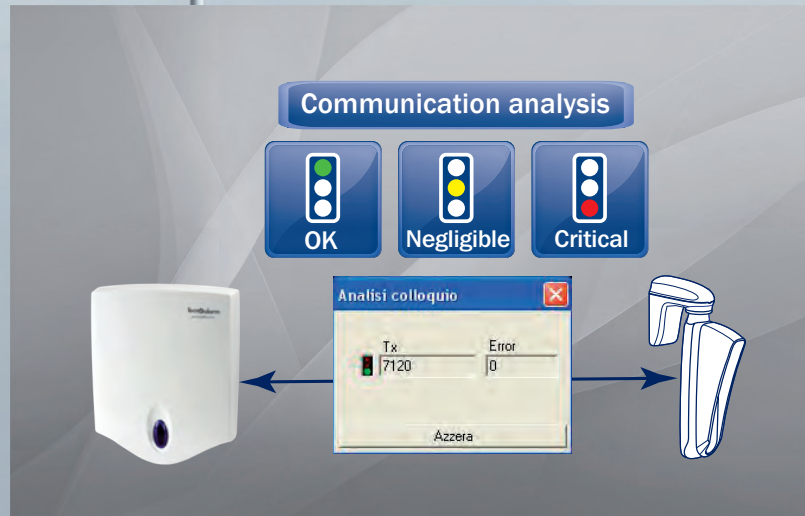 Communication analysis
OK
Negligible
Critical
Analisi colloquio
Tx
Error
7120
0
Azzera